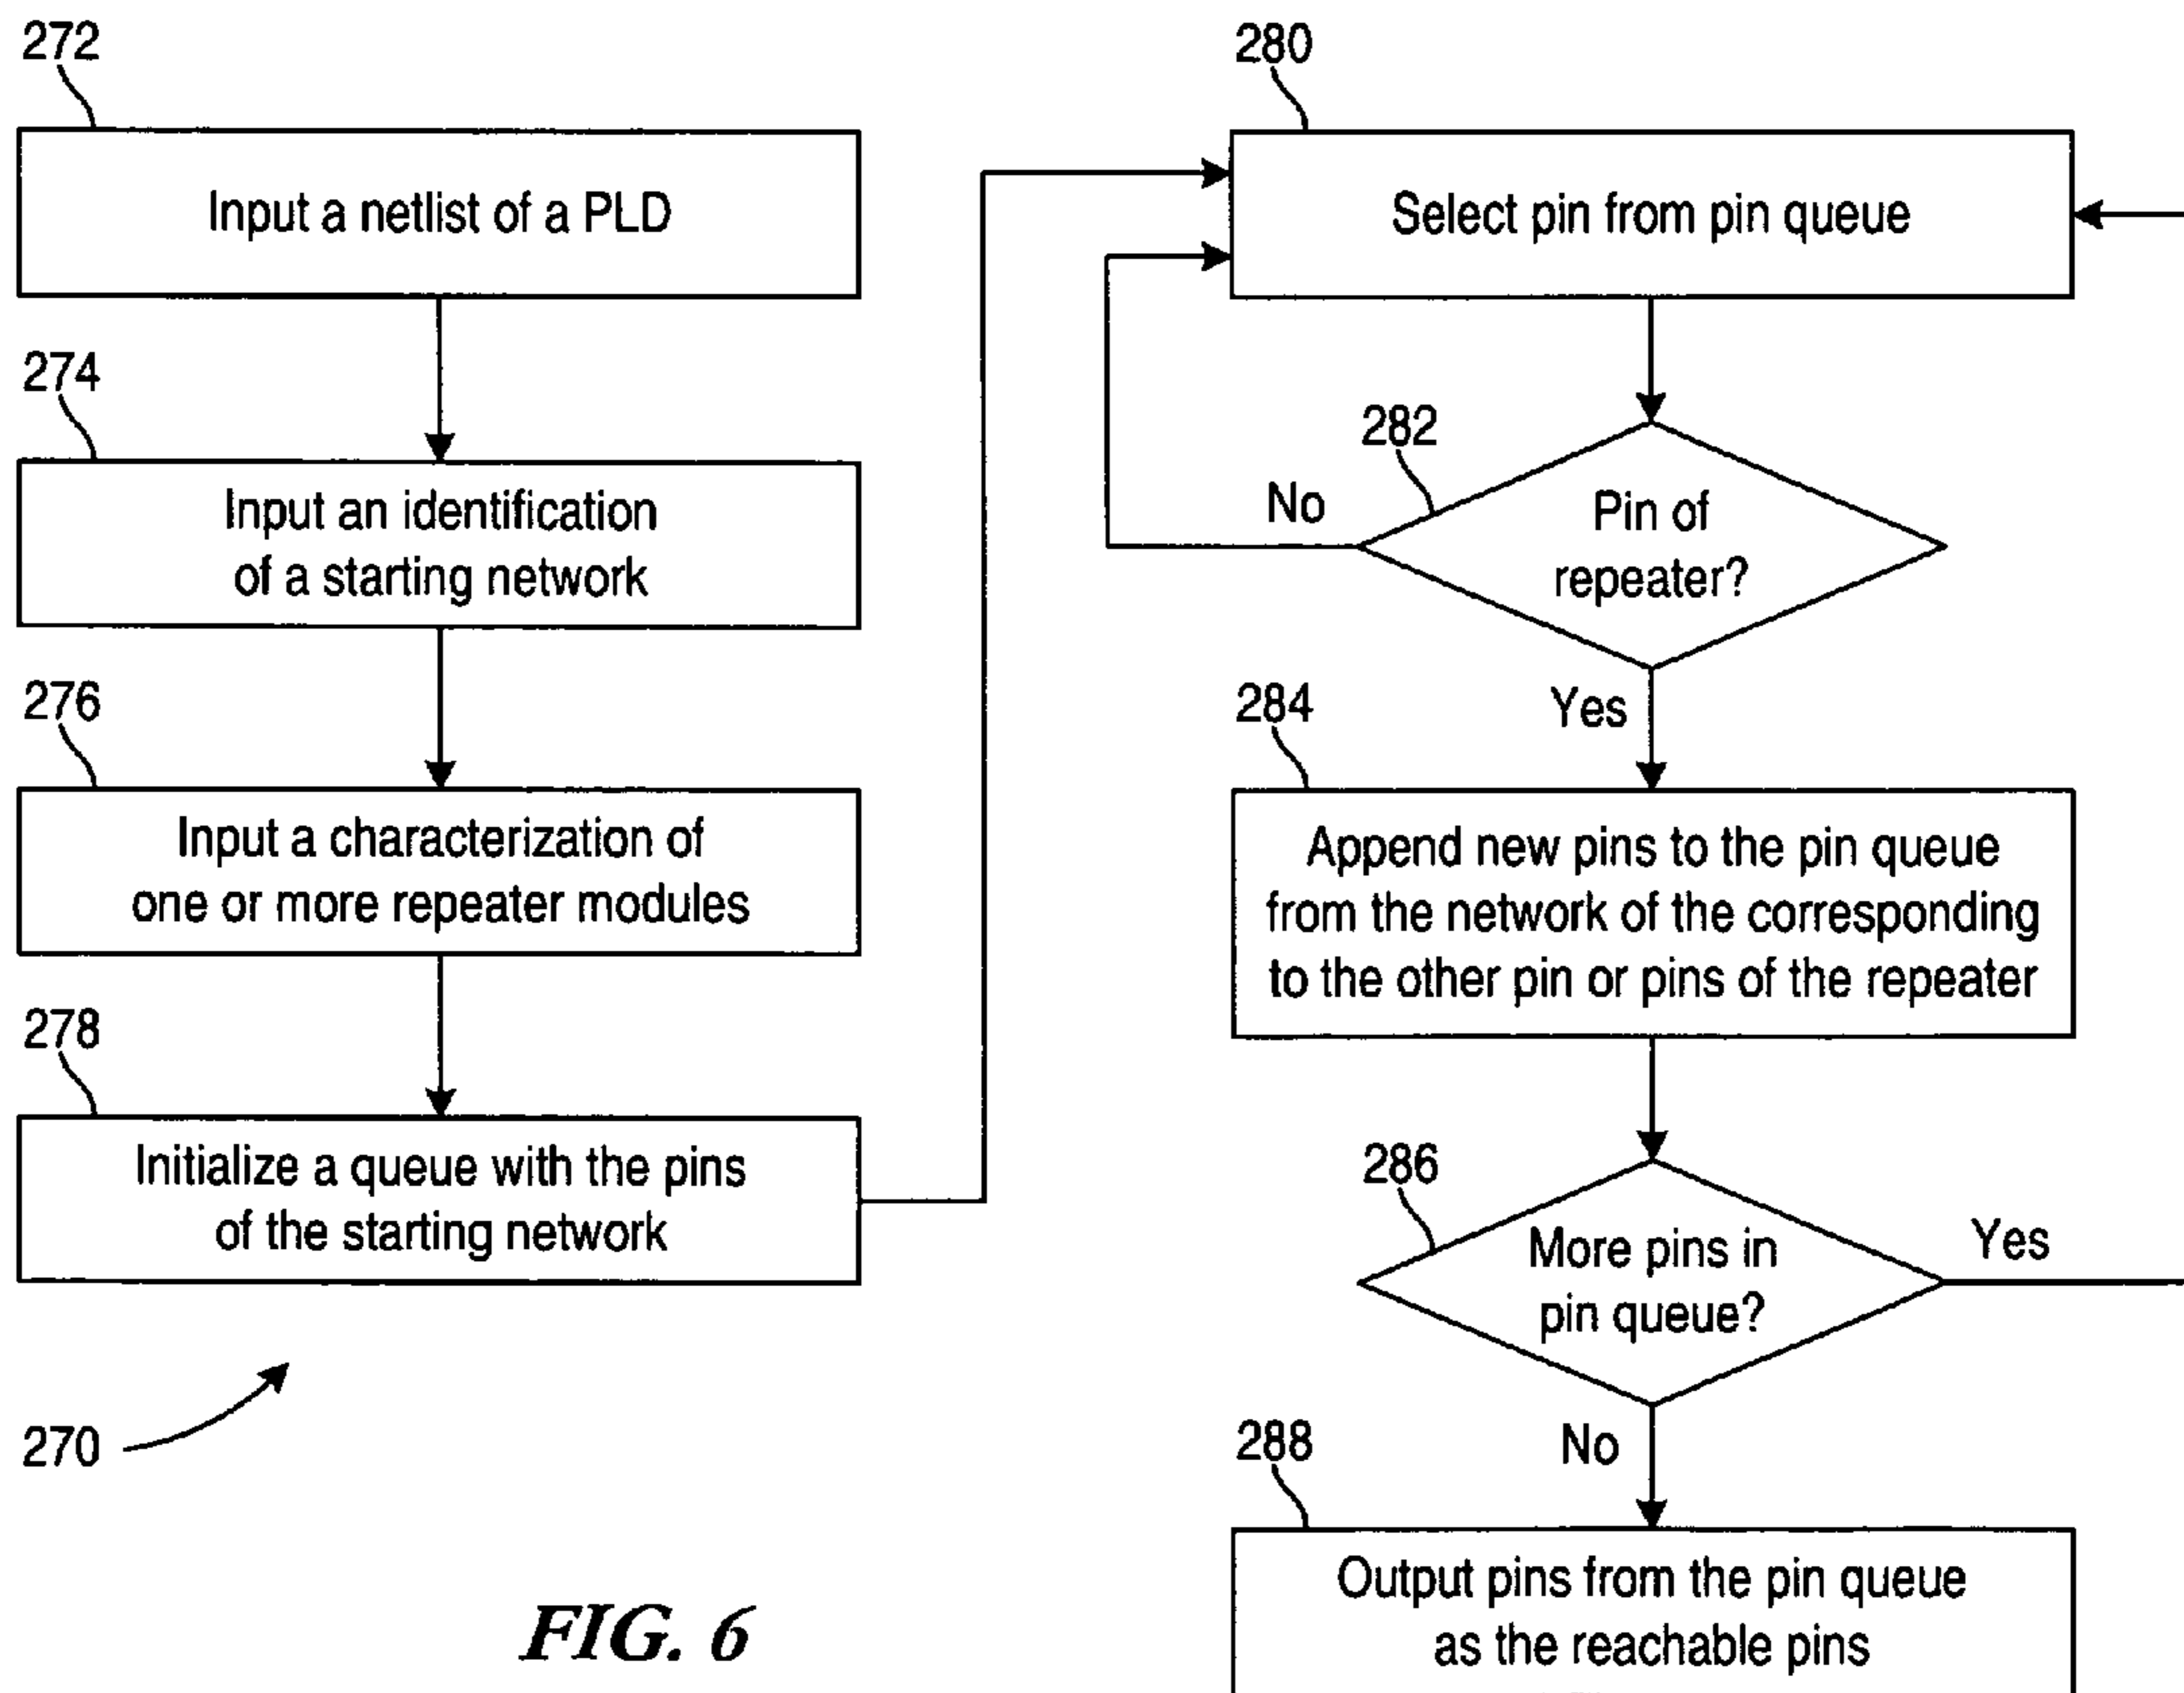 272
Input a netlist of a PLD
274
Input an identification
of a starting network
276
Input a characterization of
one or more repeater modules
278
Initialize a queue with the pins
of the starting network
270
FIG. 6
280
Select pin from pin queue
282
No
Pin of
repeater?
Yes
284
Append new pins to the pin queue
from the network of the corresponding
to the other pin or pins of the repeater
286
More pins in
pin queue?
Yes
No
288
Output pins from the pin queue
as the reachable pins